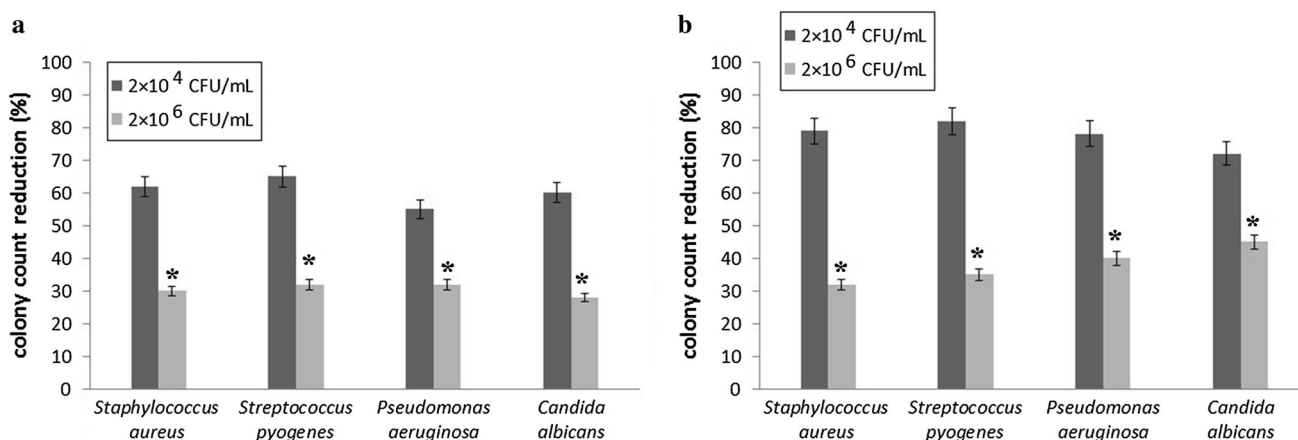 a
colony count reduction (%)
100
90
80
70
60
50
40
30
20
10
0
2×10 4 CFU/mL
2×10 6 CFU/mL
*
*
*
*
Staphylococcus
aureus
Streptococcus
pyogenes
Pseudomonas
aeruginosa
Candida
albicans
b
colony count reduction (%)
100
90
80
70
60
50
40
30
20
10
0
2×10 4 CFU/mL
2×10 6 CFU/mL
*
*
*
*
Staphylococcus
aureus
Streptococcus
pyogenes
Pseudomonas
aeruginosa
Candida
albicans